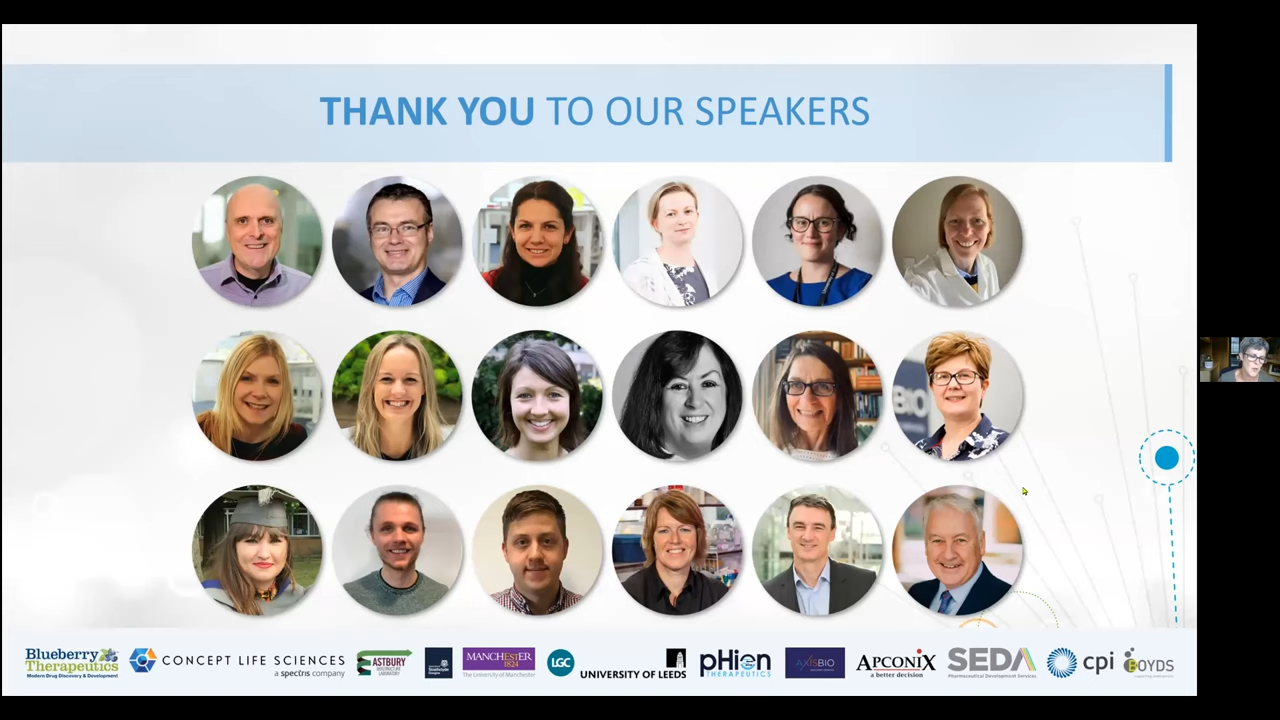 THANK YOU TO OUR SPEAKERS
Blueberry
Therapeutics
Modern Drug Discovery & Development
CONCEPT LIFE SCIENCES
a spectris company
ASTBURY
Strathclyde
Glasgow
MANCHESTER
1824
The University of Manchester
LGC
UNIVERSITY OF LEEDS
pHion
THERAPEUTICS
AXISBIO
APCONIX
a better decision
SEDA
Pharmaceutical Development Services
cpi
BOYDS